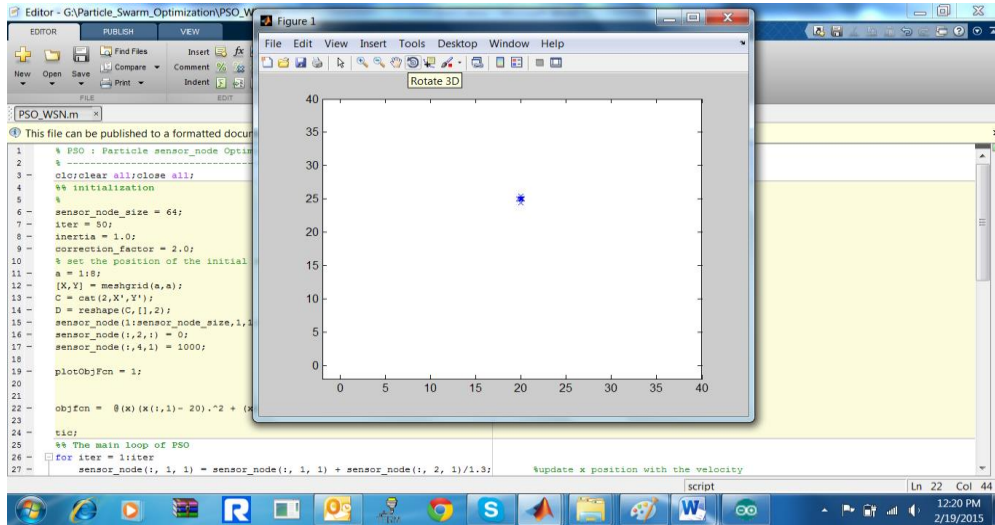 Editor - G:\Particle_Swarm_Optimization\PSO_W
EDITOR PUBLISH VIEW
New Open Save
Find Files
Compare
Print
Insert fx
Comment
Indent
FILE EDIT
PSO_WSN.m ×
This file can be published to a formatted docum
1 % PSO : Particle sensor_node Optim
2 % --------------------------------
3 - clc;clear all;close all;
4 %% initialization
5 %
6 - sensor_node_size = 64;
7 - iter = 50;
8 - inertia = 1.0;
9 - correction_factor = 2.0;
10 % set the position of the initial
11 - a = 1:8;
12 - [X,Y] = meshgrid(a,a);
13 - C = cat(2,X',Y');
14 - D = reshape(C,[],2);
15 - sensor_node(1:sensor_node_size,1,1
16 - sensor_node(:,2,:) = 0;
17 - sensor_node(:,4,1) = 1000;
18
19 - plotObjFcn = 1;
20
21
22 - objfcn = @(x)(x(:,1)- 20).^2 + (x
23
24 - tic;
25 %% The main loop of PSO
26 - for iter = 1:iter
27 - sensor_node(:, 1, 1) = sensor_node(:, 1, 1) + sensor_node(:, 2, 1)/1.3; %update x position with the velocity
Figure 1
File Edit View Insert Tools Desktop Window Help
Rotate 3D
40
35
30
25
20
15
10
5
0
0 5 10 15 20 25 30 35 40
script Ln 22 Col 44
12:20 PM
2/19/2015